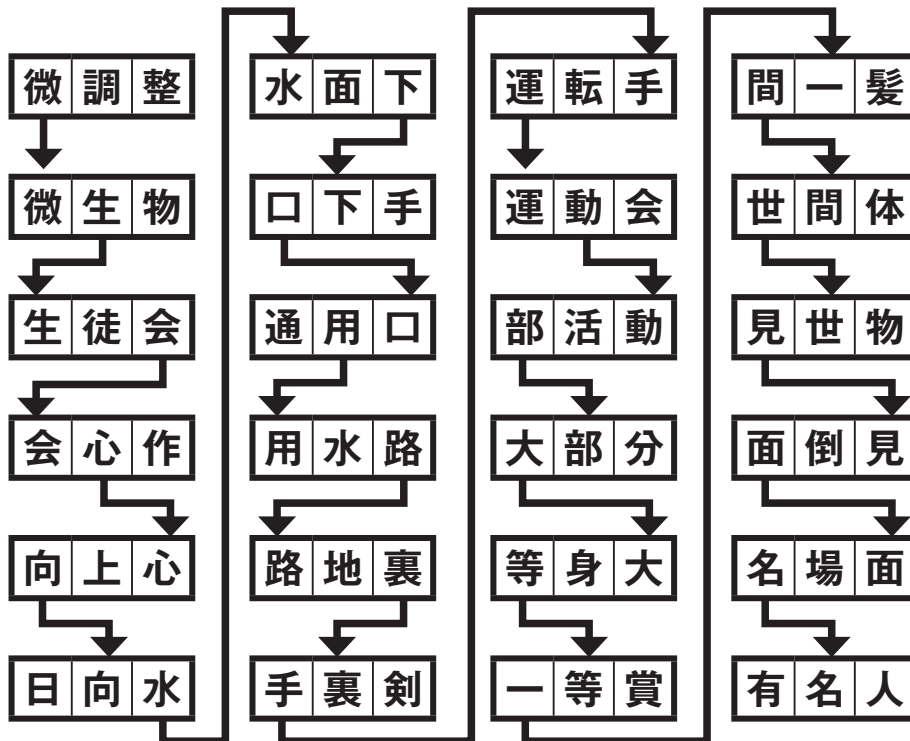 微調整
微生物
生徒会
会心作
向上心
日向水
水面下
口下手
通用口
用水路
路地裏
手裏剣
運転手
運動会
部活動
大部分
等身大
一等賞
間一髪
世間体
見世物
面倒見
名場面
有名人